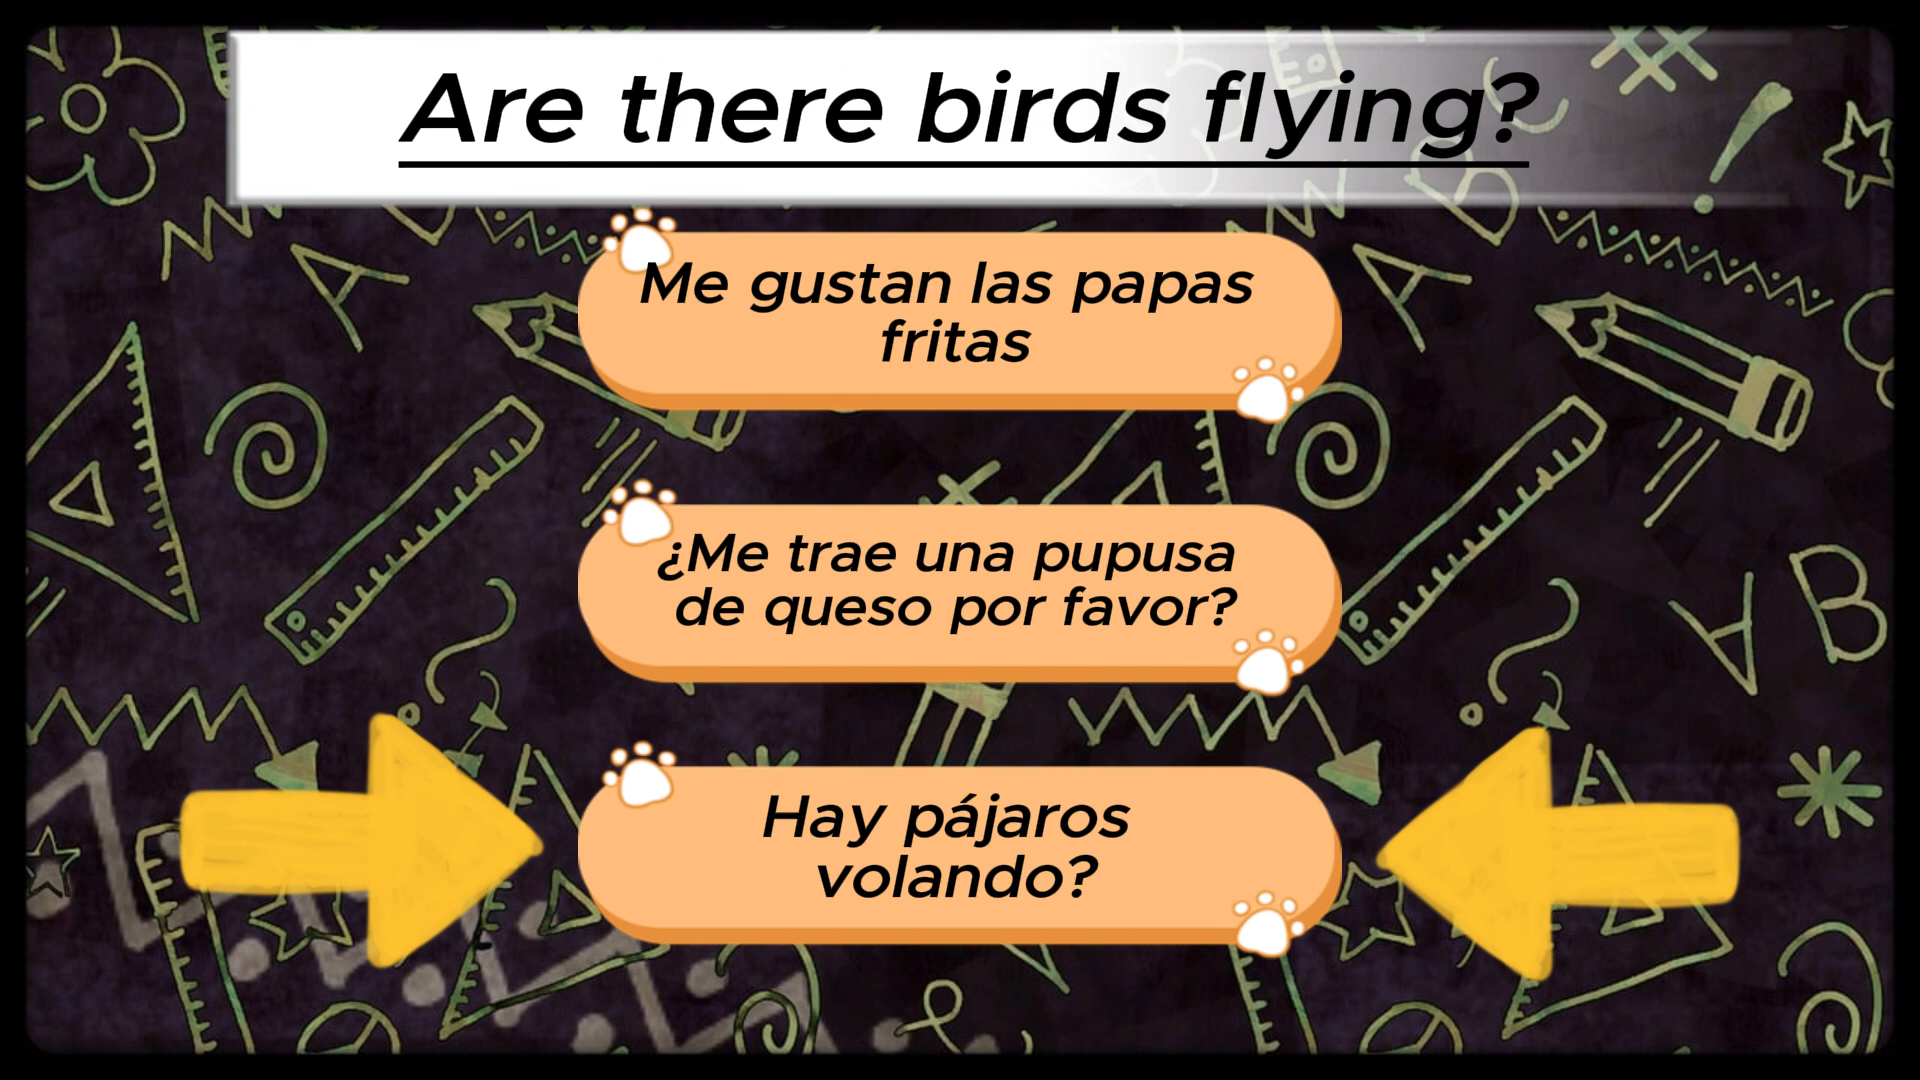 Are there birds flying?
Me gustan las papas
fritas
¿Me trae una pupusa
de queso por favor?
Hay pájaros
volando?